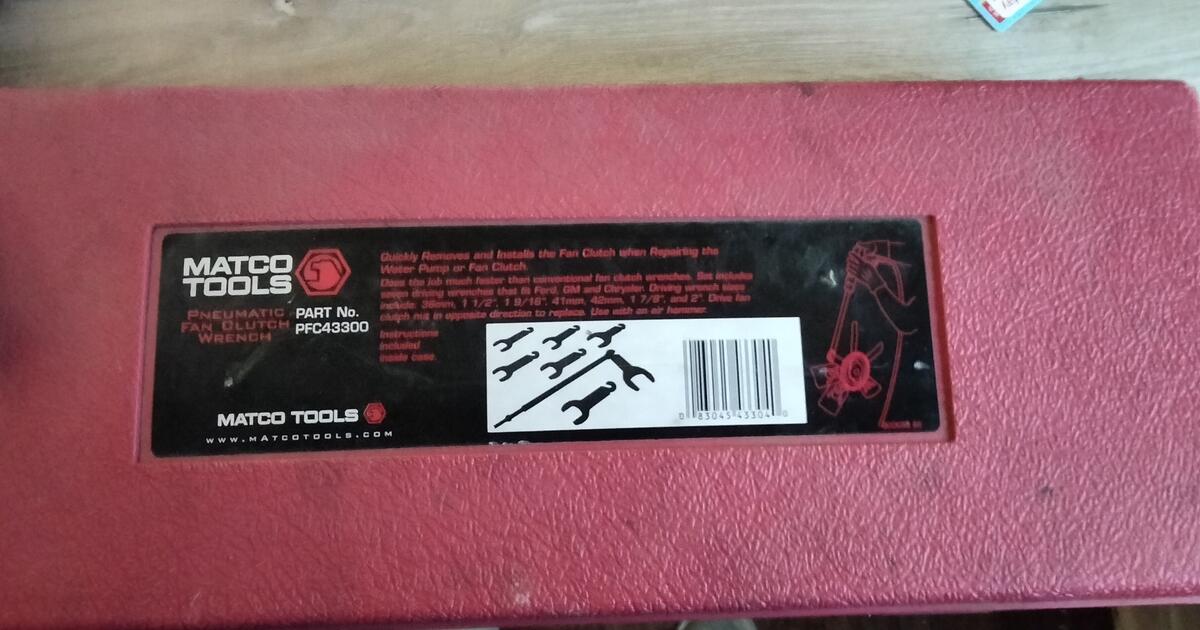 MATCO
TOOLS
PNEUMATIC
FAN CLUTCH
WRENCH
PART No.
PFC43300
Quickly Removes and Installs the Fan Clutch when Repairing the
Water Pump or Fan Clutch.
Does the job much faster than conventional fan clutch wrenches. Set includes
seven driving wrenches that fit Ford, GM and Chrysler. Driving wrench sizes
include: 36mm, 1 1/2", 1 9/16", 41mm, 42mm, 1 7/8", and 2". Drive fan
clutch nut in opposite direction to replace. Use with an air hammer.
Instructions
included
inside case.
0 83045 43304 0
MATCO TOOLS
WWW.MATCOTOOLS.COM